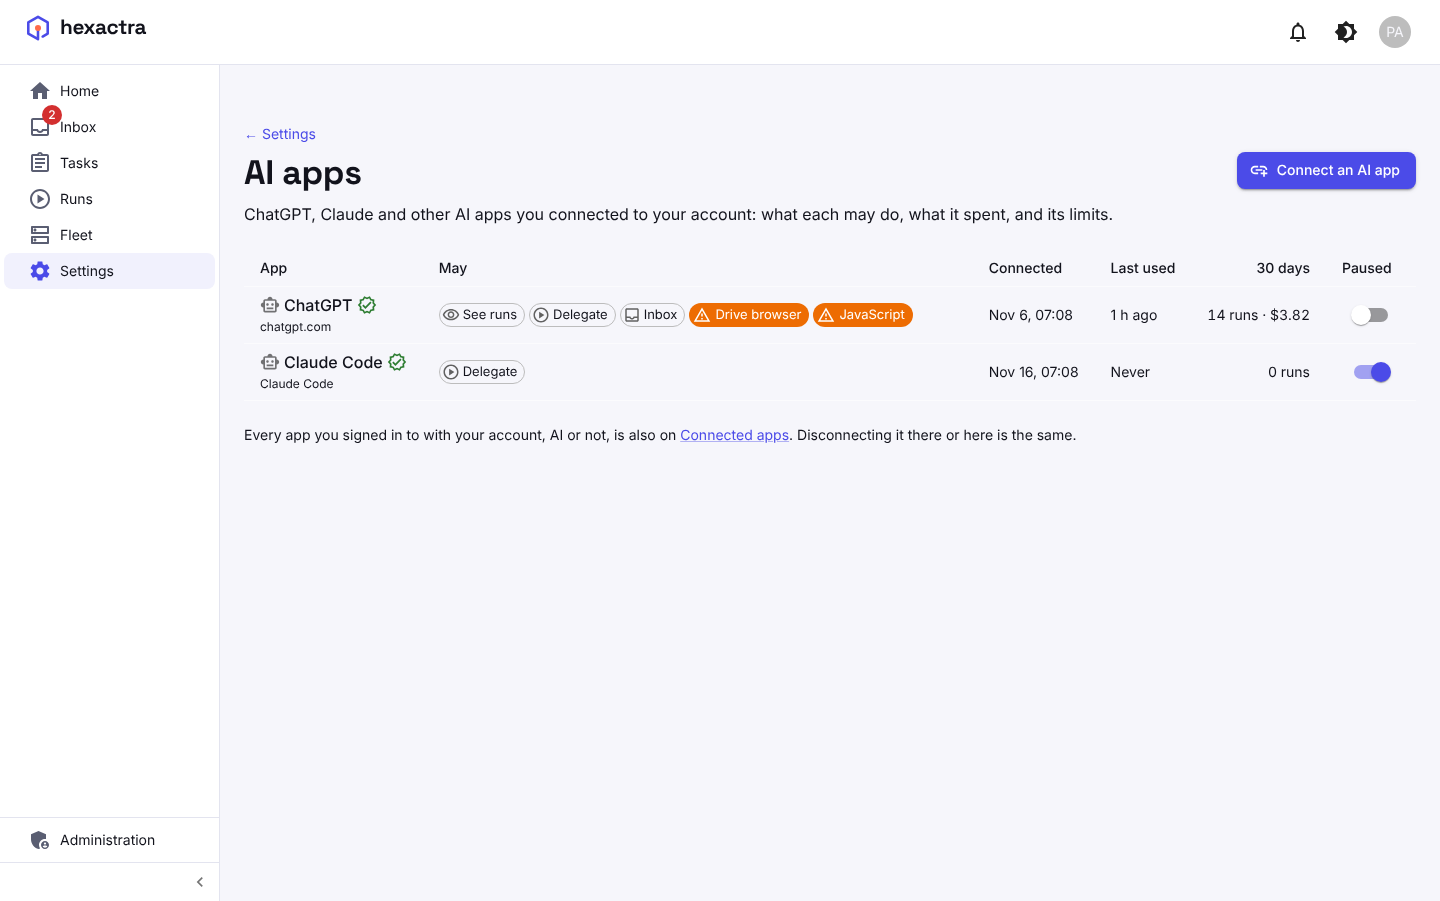 hexactra
PA
Home
2
Inbox
Tasks
Runs
Fleet
Settings
Administration
← Settings
AI apps
Connect an AI app
ChatGPT, Claude and other AI apps you connected to your account: what each may do, what it spent, and its limits.
App May Connected Last used 30 days Paused
ChatGPT
chatgpt.com
See runs Delegate Inbox Drive browser JavaScript Nov 6, 07:08 1 h ago 14 runs · $3.82
Claude Code
Claude Code
Delegate Nov 16, 07:08 Never 0 runs
Every app you signed in to with your account, AI or not, is also on Connected apps. Disconnecting it there or here is the same.